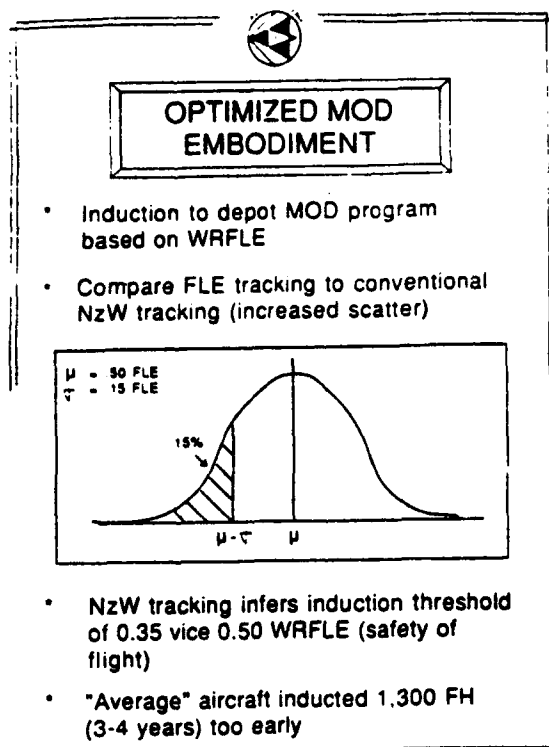 OPTIMIZED MOD
EMBODIMENT
• Induction to depot MOD program
based on WRFLE
• Compare FLE tracking to conventional
NzW tracking (increased scatter)
μ = 50 FLE
σ = 15 FLE
15%
μ-σ μ
• NzW tracking infers induction threshold
of 0.35 vice 0.50 WRFLE (safety of
flight)
• "Average" aircraft inducted 1,300 FH
(3-4 years) too early